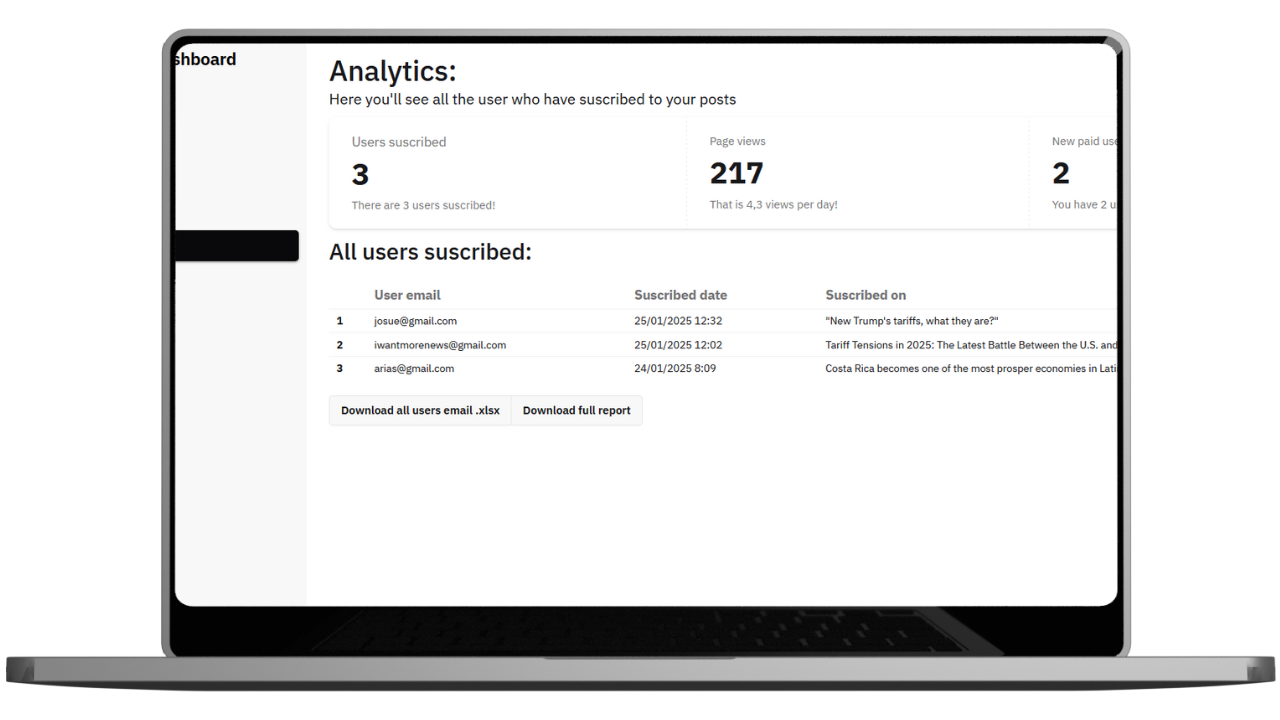 shboard
Analytics:
Here you'll see all the user who have suscribed to your posts
Users suscribed
3
There are 3 users suscribed!
Page views
217
That is 4,3 views per day!
New paid use
2
You have 2 u
All users suscribed:
User email Suscribed date Suscribed on
1 josue@gmail.com 25/01/2025 12:32 "New Trump's tariffs, what they are?"
2 iwantmorenews@gmail.com 25/01/2025 12:02 Tariff Tensions in 2025: The Latest Battle Between the U.S. and
3 arias@gmail.com 24/01/2025 8:09 Costa Rica becomes one of the most prosper economies in Lati
Download all users email .xlsx Download full report